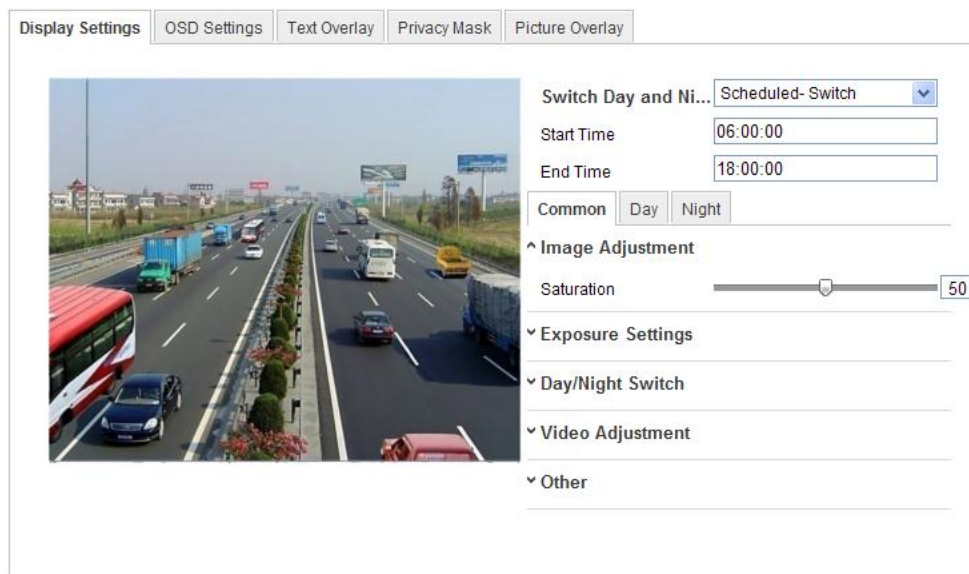 Display Settings
OSD Settings
Text Overlay
Privacy Mask
Picture Overlay
Switch Day and Ni...
Scheduled- Switch
Start Time
06:00:00
End Time
18:00:00
Common
Day
Night
Image Adjustment
Saturation
50
Exposure Settings
Day/Night Switch
Video Adjustment
Other